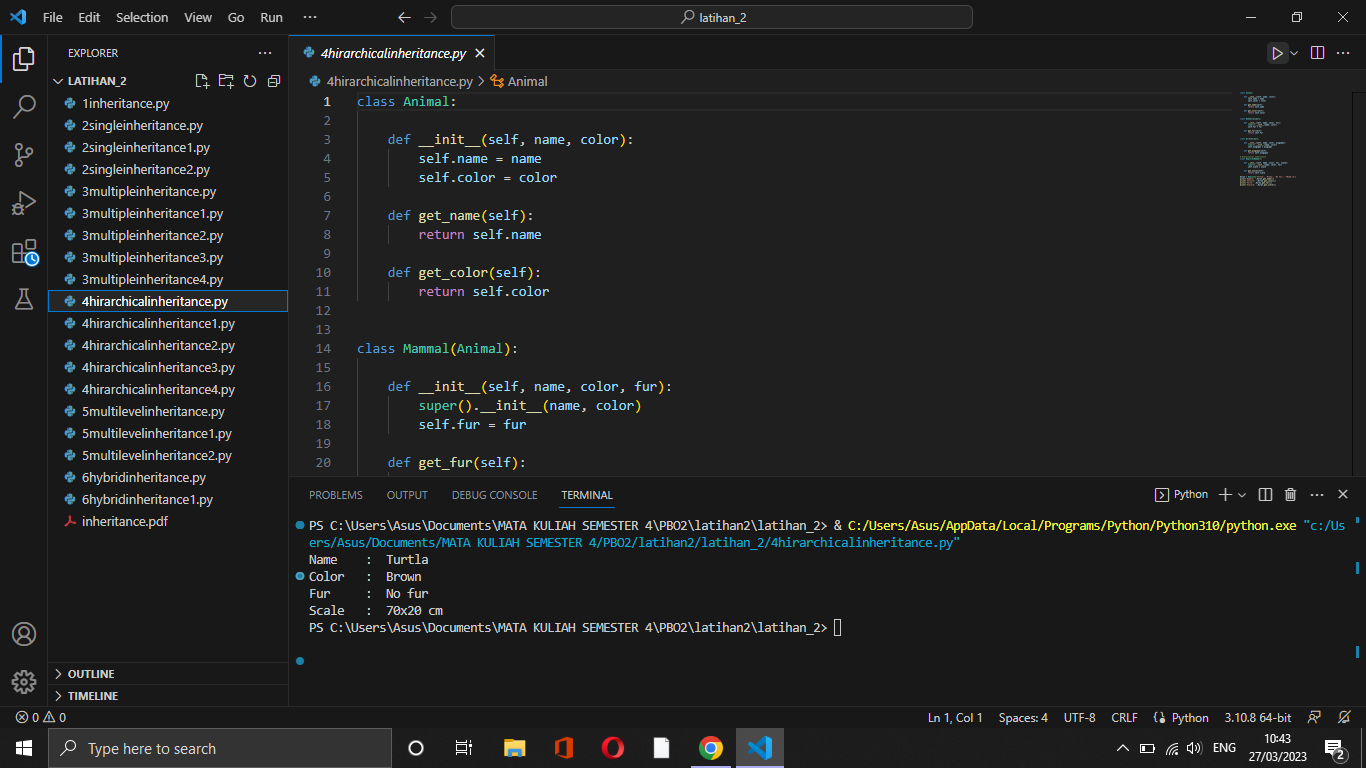 File Edit Selection View Go Run ··· latihan_2
EXPLORER ···
LATIHAN_2
1inheritance.py
2singleinheritance.py
2singleinheritance1.py
2singleinheritance2.py
3multipleinheritance.py
3multipleinheritance1.py
3multipleinheritance2.py
3multipleinheritance3.py
3multipleinheritance4.py
4hirarchicalinheritance.py
4hirarchicalinheritance1.py
4hirarchicalinheritance2.py
4hirarchicalinheritance3.py
4hirarchicalinheritance4.py
5multilevelinheritance.py
5multilevelinheritance1.py
5multilevelinheritance2.py
6hybridinheritance.py
6hybridinheritance1.py
inheritance.pdf
OUTLINE
TIMELINE
4hirarchicalinheritance.py
4hirarchicalinheritance.py > Animal
1 class Animal:
2
3 def __init__(self, name, color):
4 self.name = name
5 self.color = color
6
7 def get_name(self):
8 return self.name
9
10 def get_color(self):
11 return self.color
12
13
14 class Mammal(Animal):
15
16 def __init__(self, name, color, fur):
17 super().__init__(name, color)
18 self.fur = fur
19
20 def get_fur(self):
PROBLEMS OUTPUT DEBUG CONSOLE TERMINAL Python
PS C:\Users\Asus\Documents\MATA KULIAH SEMESTER 4\PBO2\latihan2\latihan_2> & C:/Users/Asus/AppData/Local/Programs/Python/Python310/python.exe "c:/Us
ers/Asus/Documents/MATA KULIAH SEMESTER 4/PBO2/latihan2/latihan_2/4hirarchicalinheritance.py"
Name : Turtla
Color : Brown
Fur : No fur
Scale : 70x20 cm
PS C:\Users\Asus\Documents\MATA KULIAH SEMESTER 4\PBO2\latihan2\latihan_2>
0 0 Ln 1, Col 1 Spaces: 4 UTF-8 CRLF Python 3.10.8 64-bit
Type here to search ENG 10:43
27/03/2023 2